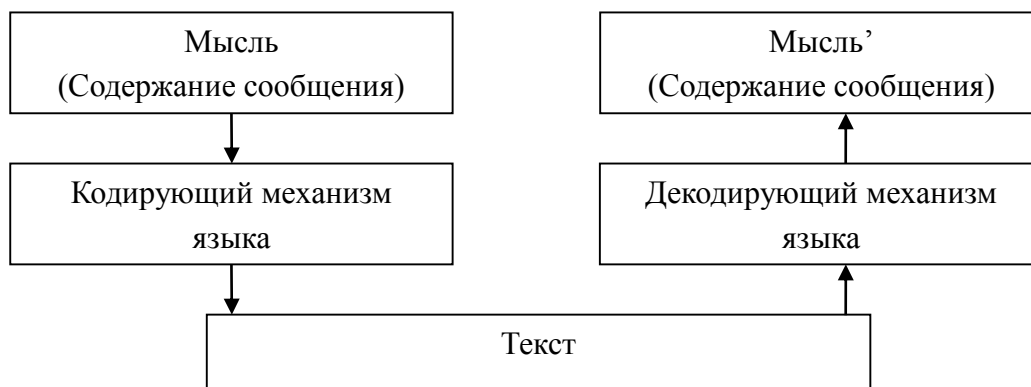 Мысль
(Содержание сообщения)
Мысль’
(Содержание сообщения)
Кодирующий механизм
языка
Декодирующий механизм
языка
Текст